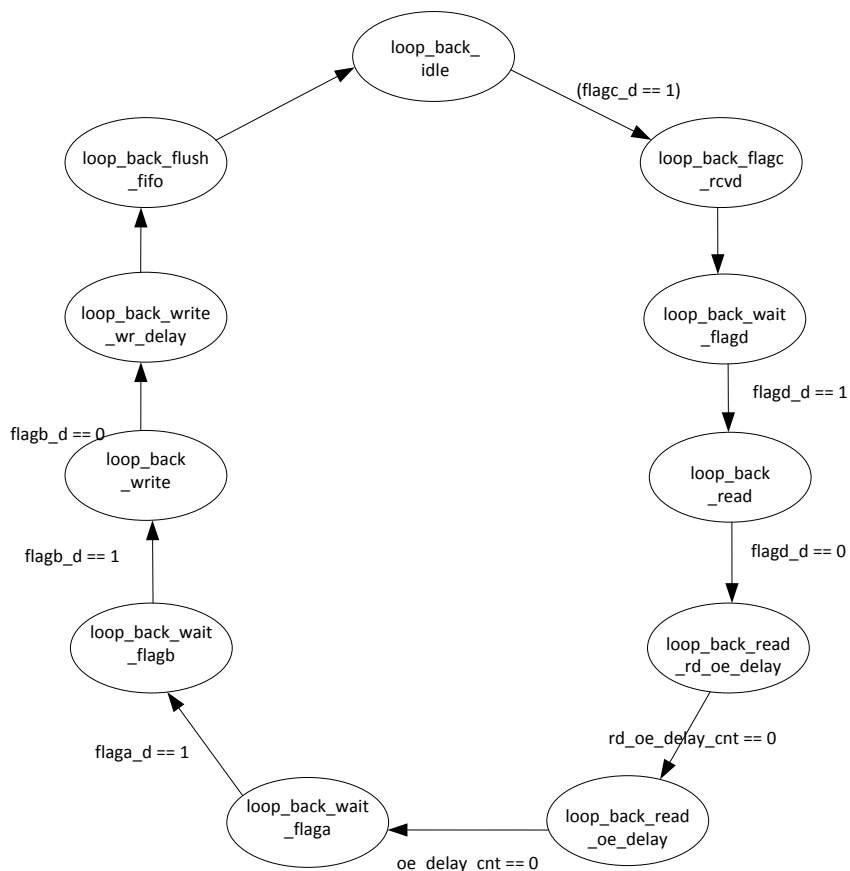 loop_back_
idle
(flagc_d == 1)
loop_back_flagc
_rcvd
loop_back_wait
_flagd
flagd_d == 1
loop_back
_read
flagd_d == 0
loop_back_read
_rd_oe_delay
rd_oe_delay_cnt == 0
loop_back_read
_oe_delay
oe_delay_cnt == 0
loop_back_wait
_flaga
flaga_d == 1
loop_back_wait
_flagb
flagb_d == 1
loop_back
_write
flagb_d == 0
loop_back_write
_wr_delay
loop_back_flush
_fifo